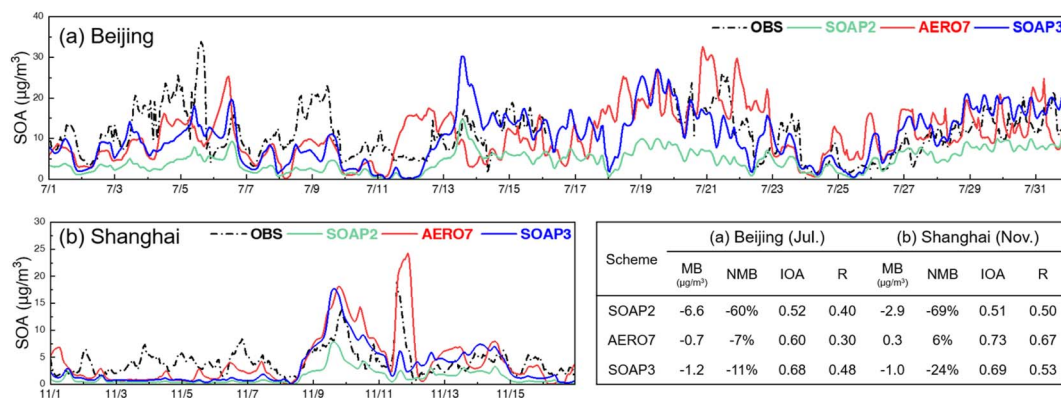 (a) Beijing
OBS SOAP2 AERO7 SOAP3
SOA (µg/m³)
40
30
20
10
0
7/1 7/3 7/5 7/7 7/9 7/11 7/13 7/15 7/17 7/19 7/21 7/23 7/25 7/27 7/29 7/31
(b) Shanghai
OBS SOAP2 AERO7 SOAP3
SOA (µg/m³)
30
25
20
15
10
5
0
11/1 11/3 11/5 11/7 11/9 11/11 11/13 11/15
Scheme (a) Beijing (Jul.) (b) Shanghai (Nov.)
MB (µg/m³) NMB IOA R MB (µg/m³) NMB IOA R
SOAP2 -6.6 -60% 0.52 0.40 -2.9 -69% 0.51 0.50
AERO7 -0.7 -7% 0.60 0.30 0.3 6% 0.73 0.67
SOAP3 -1.2 -11% 0.68 0.48 -1.0 -24% 0.69 0.53